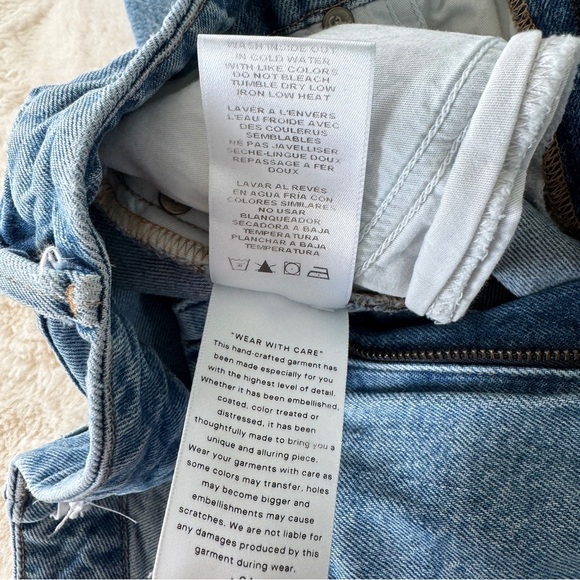 WASH INSIDE OUT
IN COLD WATER
WITH LIKE COLORS
DO NOT BLEACH
TUMBLE DRY LOW
IRON LOW HEAT
LAVER A L'ENVERS
L'EAU FROIDE AVEC
DES COULERUS
SEMBLABLES
NE PAS JAVELLISER
SECHE-LINGUE DOUX
REPASSAGE A FER
DOUX
LAVAR AL REVES
EN AGUA FRIA CON
COLORES SIMILARES
NO USAR
BLANQUEADOR
SECADORA A BAJA
TEMPERATURA
PLANCHAR A BAJA
TEMPERATURA
"WEAR WITH CARE"
This hand-crafted garment has
been made especially for you
with the highest level of detail.
Whether it has been embellished,
coated, color treated or
distressed, it has been
thoughtfully made to bring you a
unique and alluring piece.
Wear your garments with care as
some colors may transfer, holes
may become bigger and
embellishments may cause
scratches. We are not liable for
any damages produced by this
garment during wear.